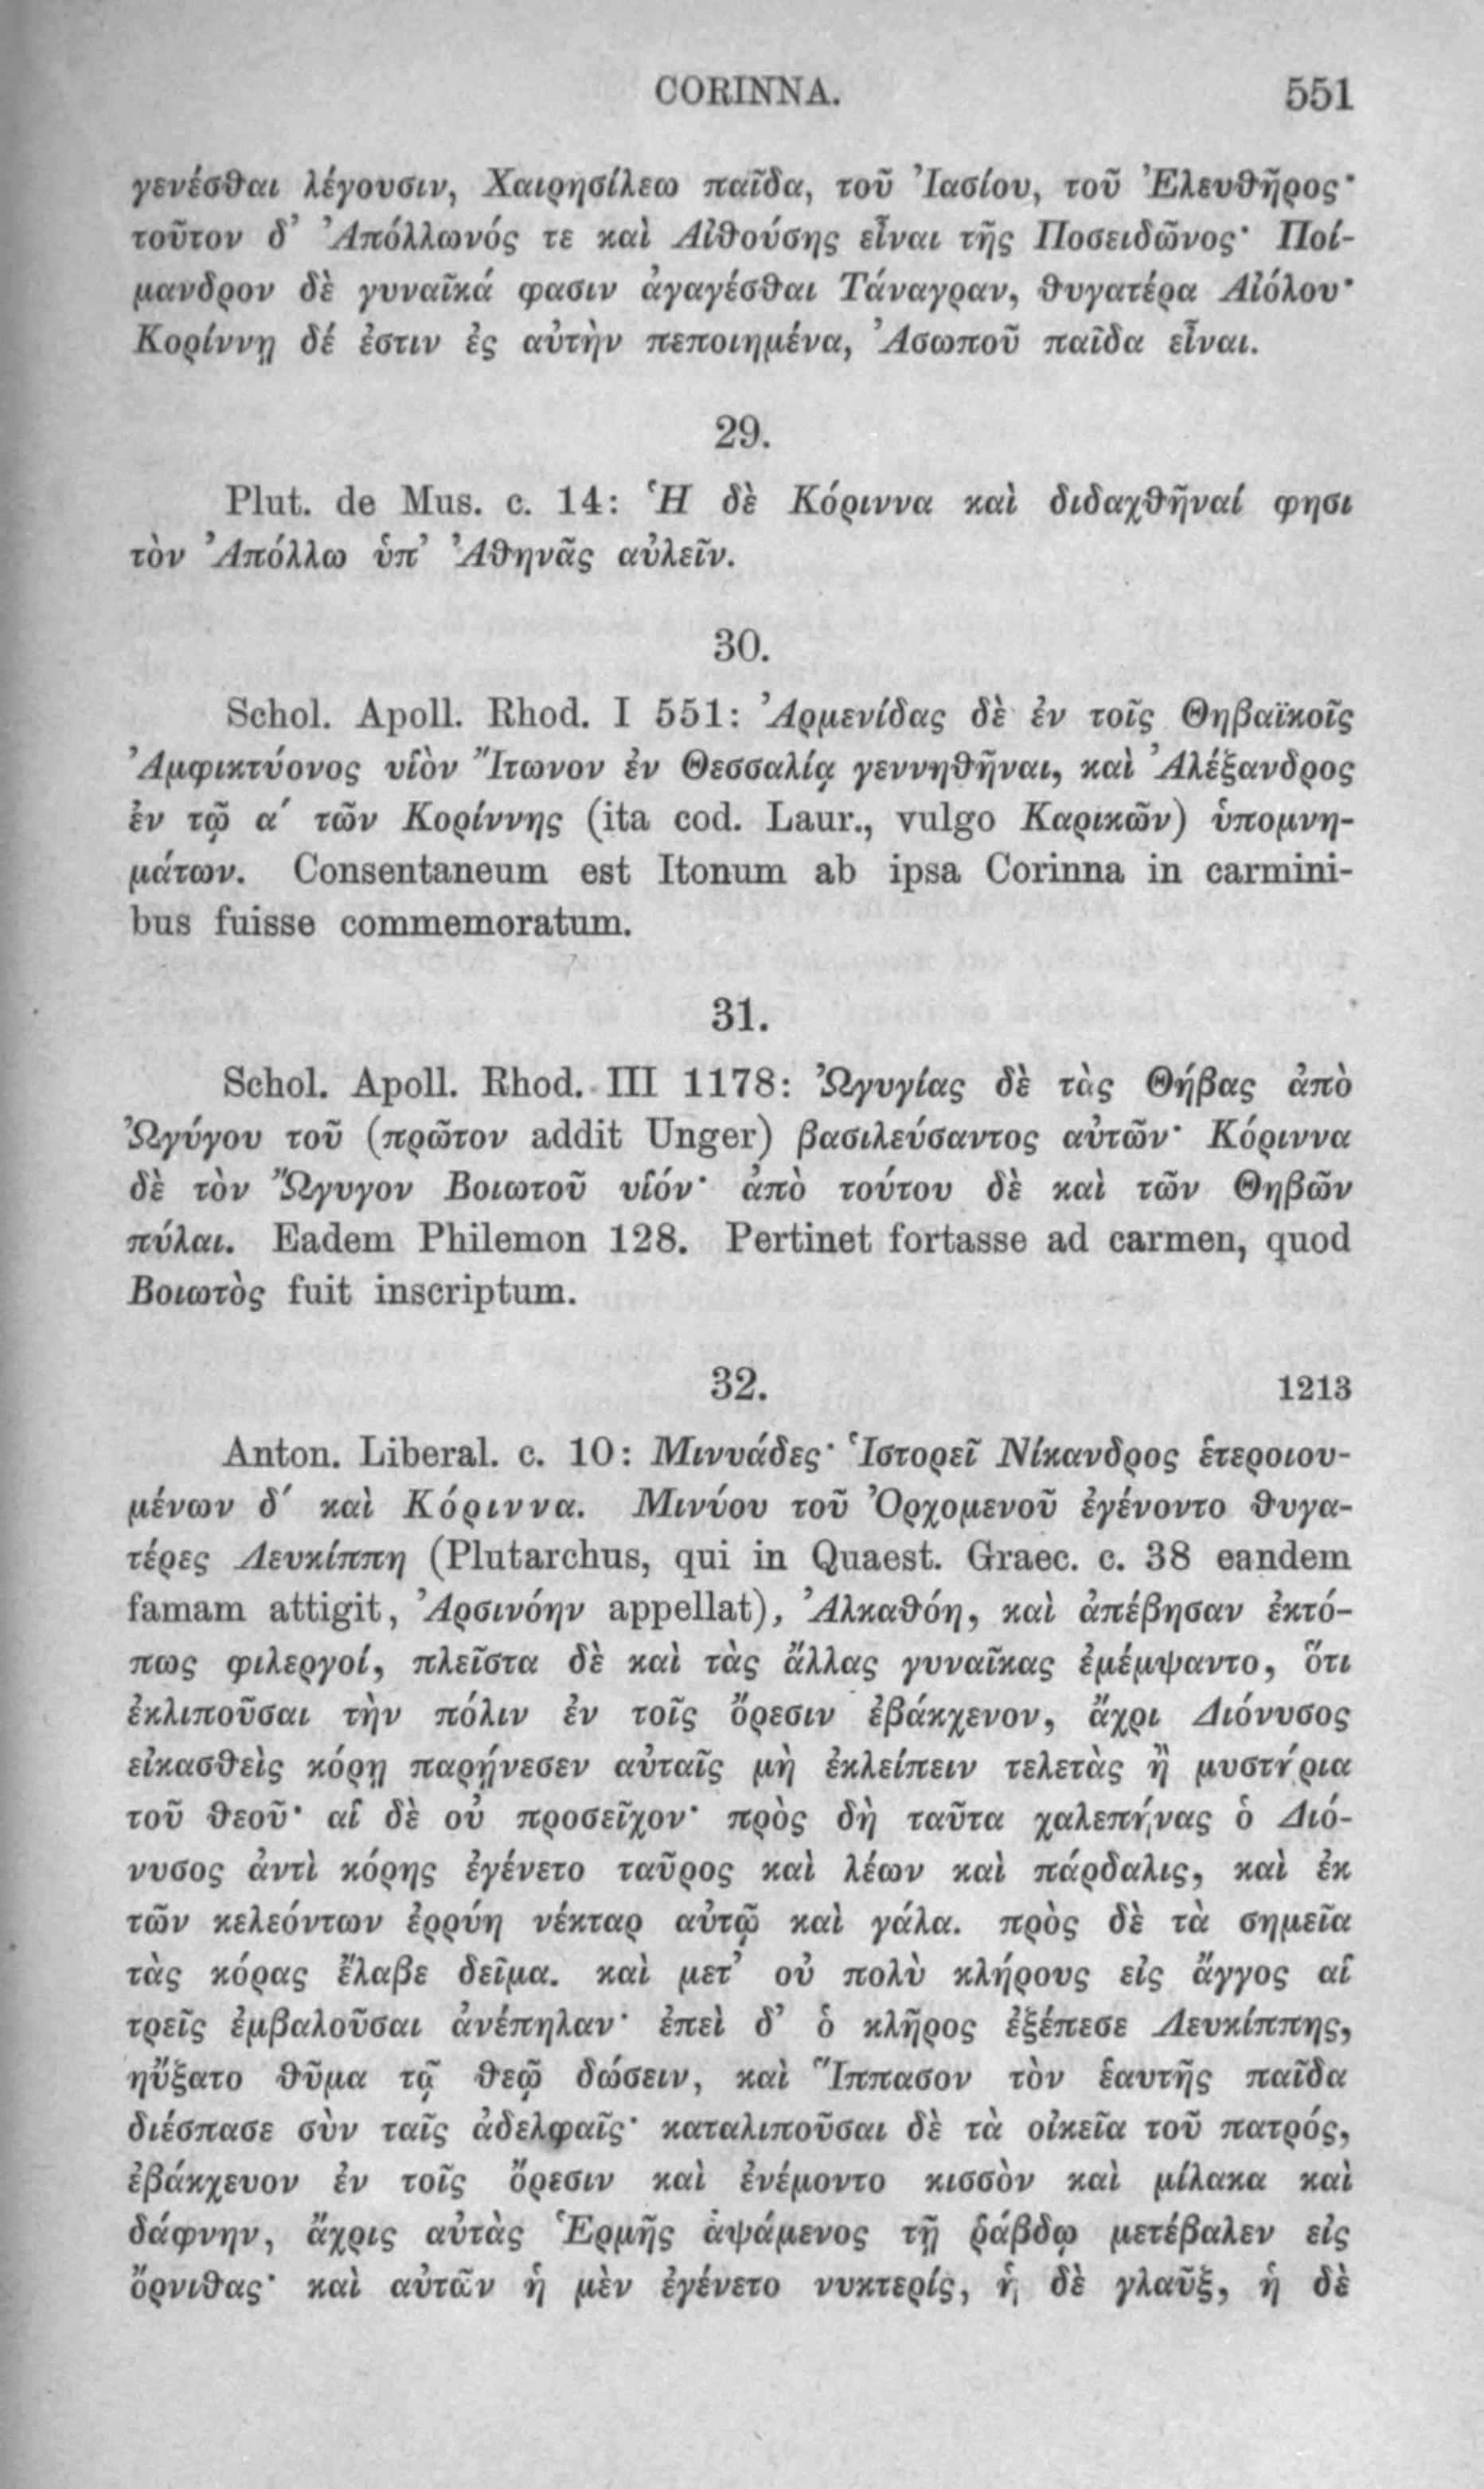 CORINNA. 551
γενέσθαι λέγουσιν, Χαιρησίλεω παῖδα, τοῦ Ἰασίου, τοῦ Ἐλευθῆρος·
τοῦτον δ’ Ἀπόλλωνός τε καὶ Αἰθούσης εἶναι τῆς Ποσειδῶνος· Ποί-
μανδρον δὲ γυναῖκά φασιν ἀγαγέσθαι Τάναγραν, θυγατέρα Αἰόλου·
Κορίννῃ δέ ἐστιν ἐς αὐτὴν πεποιημένα, Ἀσωποῦ παῖδα εἶναι.
29.
Plut. de Mus. c. 14: Ἡ δὲ Κόριννα καὶ διδαχθῆναί φησι
τὸν Ἀπόλλω ὑπ’ Ἀθηνᾶς αὐλεῖν.
30.
Schol. Apoll. Rhod. I 551: Ἀρμενίδας δὲ ἐν τοῖς Θηβαϊκοῖς
Ἀμφικτύονος υἱὸν Ἴτωνον ἐν Θεσσαλίᾳ γεννηθῆναι, καὶ Ἀλέξανδρος
ἐν τῷ α΄ τῶν Κορίννης (ita cod. Laur., vulgo Καρικῶν) ὑπομνη-
μάτων. Consentaneum est Itonum ab ipsa Corinna in carmini-
bus fuisse commemoratum.
31.
Schol. Apoll. Rhod. III 1178: Ὠγυγίας δὲ τὰς Θήβας ἀπὸ
Ὠγύγου τοῦ (πρῶτον addit Unger) βασιλεύσαντος αὐτῶν· Κόριννα
δὲ τὸν Ὤγυγον Βοιωτοῦ υἱόν· ἀπὸ τούτου δὲ καὶ τῶν Θηβῶν
πύλαι. Eadem Philemon 128. Pertinet fortasse ad carmen, quod
Βοιωτὸς fuit inscriptum.
32. 1213
Anton. Liberal. c. 10: Μινυάδες· Ἱστορεῖ Νίκανδρος ἑτεροιου-
μένων δ΄ καὶ Κόριννα. Μινύου τοῦ Ὀρχομενοῦ ἐγένοντο θυγα-
τέρες Λευκίππη (Plutarchus, qui in Quaest. Graec. c. 38 eandem
famam attigit, Ἀρσινόην appellat), Ἀλκαθόη, καὶ ἀπέβησαν ἐκτό-
πως φιλεργοί, πλεῖστα δὲ καὶ τὰς ἄλλας γυναῖκας ἐμέμψαντο, ὅτι
ἐκλιποῦσαι τὴν πόλιν ἐν τοῖς ὄρεσιν ἐβάκχενον, ἄχρι Διόνυσος
εἰκασθεὶς κόρῃ παρῄνεσεν αὐταῖς μὴ ἐκλείπειν τελετὰς ἢ μυστήρια
τοῦ θεοῦ· αἱ δὲ οὐ προσεῖχον· πρὸς δὴ ταῦτα χαλεπήνας ὁ Διό-
νυσος ἀντὶ κόρης ἐγένετο ταῦρος καὶ λέων καὶ πάρδαλις, καὶ ἐκ
τῶν κελεόντων ἐρρύη νέκταρ αὐτῷ καὶ γάλα. πρὸς δὲ τὰ σημεῖα
τὰς κόρας ἔλαβε δεῖμα. καὶ μετ’ οὐ πολὺ κλήρους εἰς ἄγγος αἱ
τρεῖς ἐμβαλοῦσαι ἀνέπηλαν· ἐπεὶ δ’ ὁ κλῆρος ἐξέπεσε Λευκίππης,
ηὔξατο θῦμα τῷ θεῷ δώσειν, καὶ Ἵππασον τὸν ἑαυτῆς παῖδα
διέσπασε σὺν ταῖς ἀδελφαῖς· καταλιποῦσαι δὲ τὰ οἰκεῖα τοῦ πατρός,
ἐβάκχευον ἐν τοῖς ὄρεσιν καὶ ἐνέμοντο κισσὸν καὶ μίλακα καὶ
δάφνην, ἄχρις αὐτὰς Ἑρμῆς ἁψάμενος τῇ ῥάβδῳ μετέβαλεν εἰς
ὄρνιθας· καὶ αὐτῶν ἡ μὲν ἐγένετο νυκτερίς, ἡ δὲ γλαῦξ, ἡ δὲ